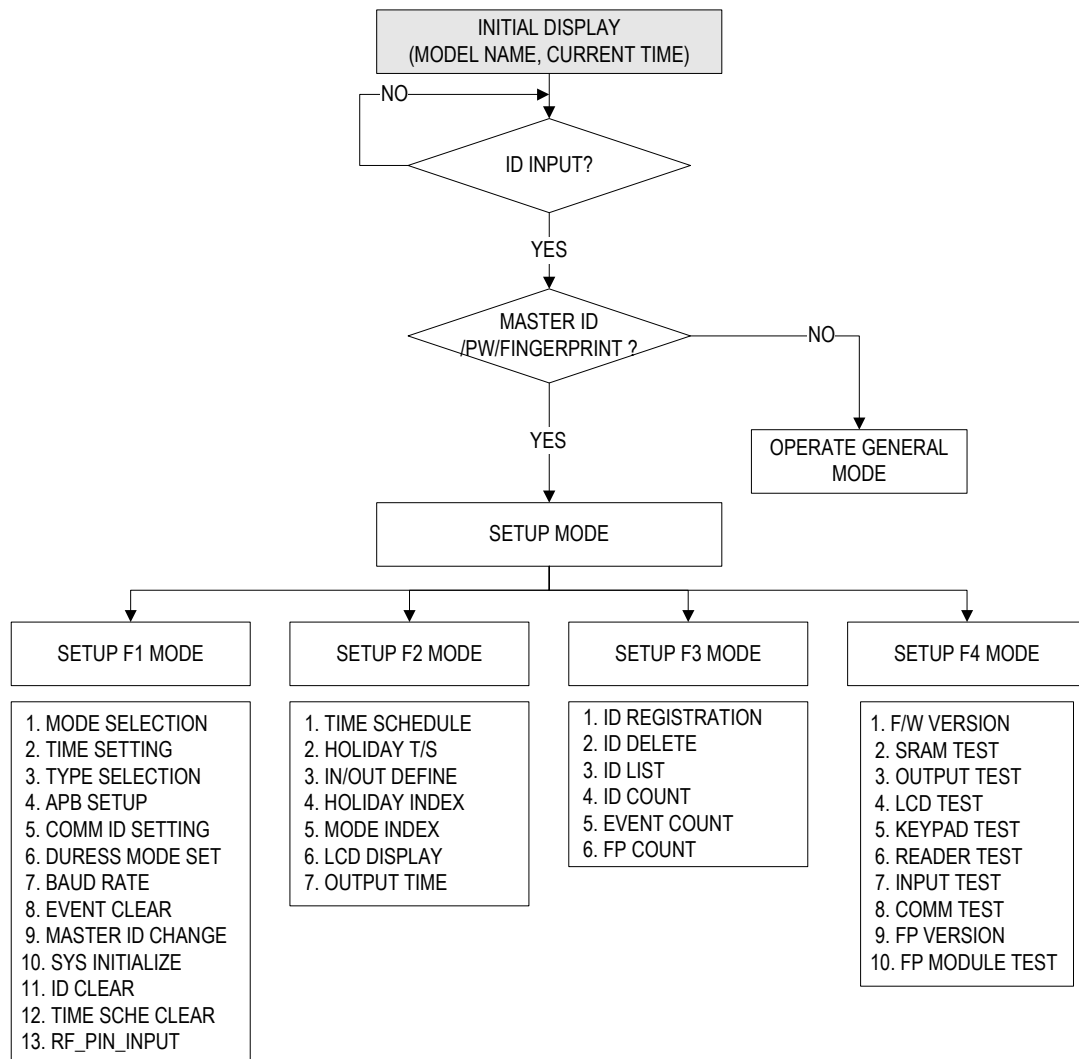 INITIAL DISPLAY
(MODEL NAME, CURRENT TIME)
NO
ID INPUT?
YES
MASTER ID
/PW/FINGERPRINT ?
NO
YES
OPERATE GENERAL
MODE
SETUP MODE
SETUP F1 MODE
1. MODE SELECTION
2. TIME SETTING
3. TYPE SELECTION
4. APB SETUP
5. COMM ID SETTING
6. DURESS MODE SET
7. BAUD RATE
8. EVENT CLEAR
9. MASTER ID CHANGE
10. SYS INITIALIZE
11. ID CLEAR
12. TIME SCHE CLEAR
13. RF_PIN_INPUT
SETUP F2 MODE
1. TIME SCHEDULE
2. HOLIDAY T/S
3. IN/OUT DEFINE
4. HOLIDAY INDEX
5. MODE INDEX
6. LCD DISPLAY
7. OUTPUT TIME
SETUP F3 MODE
1. ID REGISTRATION
2. ID DELETE
3. ID LIST
4. ID COUNT
5. EVENT COUNT
6. FP COUNT
SETUP F4 MODE
1. F/W VERSION
2. SRAM TEST
3. OUTPUT TEST
4. LCD TEST
5. KEYPAD TEST
6. READER TEST
7. INPUT TEST
8. COMM TEST
9. FP VERSION
10. FP MODULE TEST